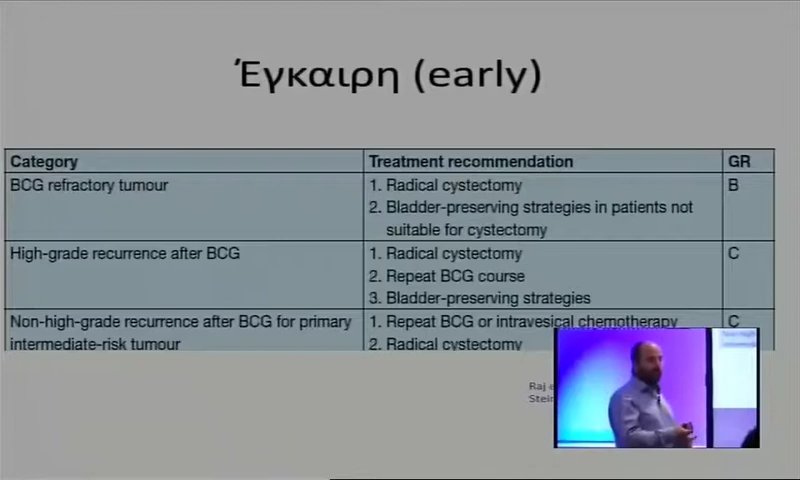 Έγκαιρη (early)
Category Treatment recommendation GR
BCG refractory tumour 1. Radical cystectomy B
2. Bladder-preserving strategies in patients not
suitable for cystectomy
High-grade recurrence after BCG 1. Radical cystectomy C
2. Repeat BCG course
3. Bladder-preserving strategies
Non-high-grade recurrence after BCG for primary 1. Repeat BCG or intravesical chemotherapy C
intermediate-risk tumour 2. Radical cystectomy
Raj